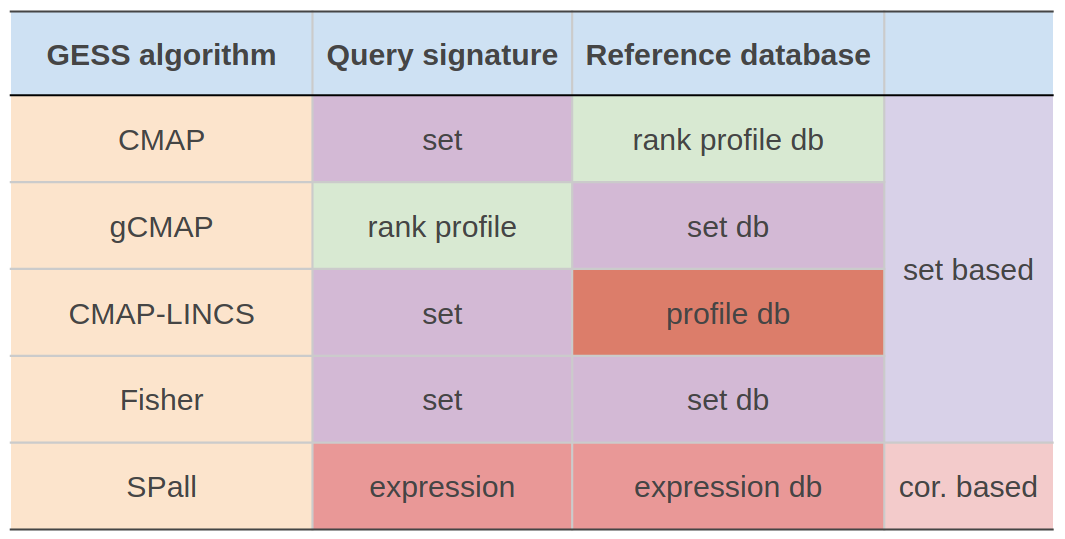 GESS algorithm Query signature Reference database
CMAP set rank profile db
gCMAP rank profile set db
set based
CMAP-LINCS set profile db
Fisher set set db
SPall expression expression db cor. based